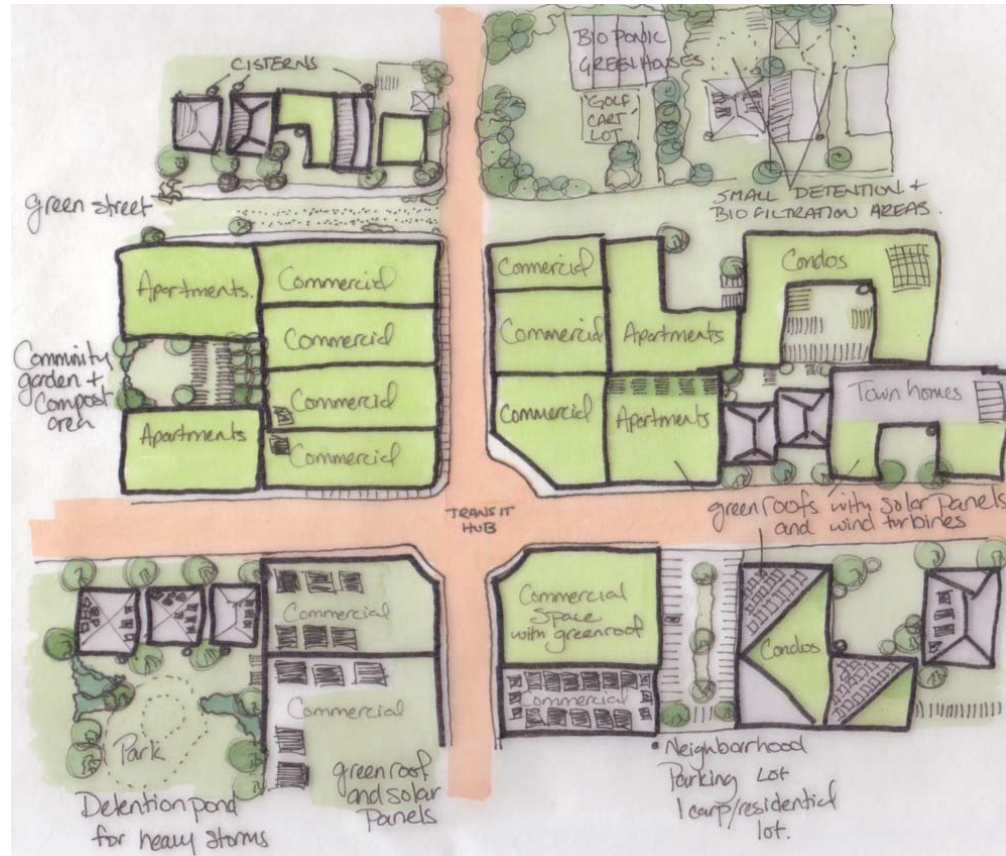 CISTERNS
BIO PONIC
GREENHOUSES
GOLF
CART
LOT
green street
SMALL DETENTION +
BIO FILTRATION AREAS.
Apartments.
Commercial
Commercial
Commercial
Commercial
Community
garden +
Compost
area
Apartments
Commercial
Commercial
Commercial
Apartments
Condos
Apartments
Town homes
green roofs with solar panels
and wind turbines
TRANSIT
HUB
Commercial
Commercial
Park
Detention pond
for heavy storms
green roof
and solar
Panels
Commercial
Space
with greenroof
Commercial
Condos
• Neighborrhood
Parking Lot
1 carp/residential
lot.